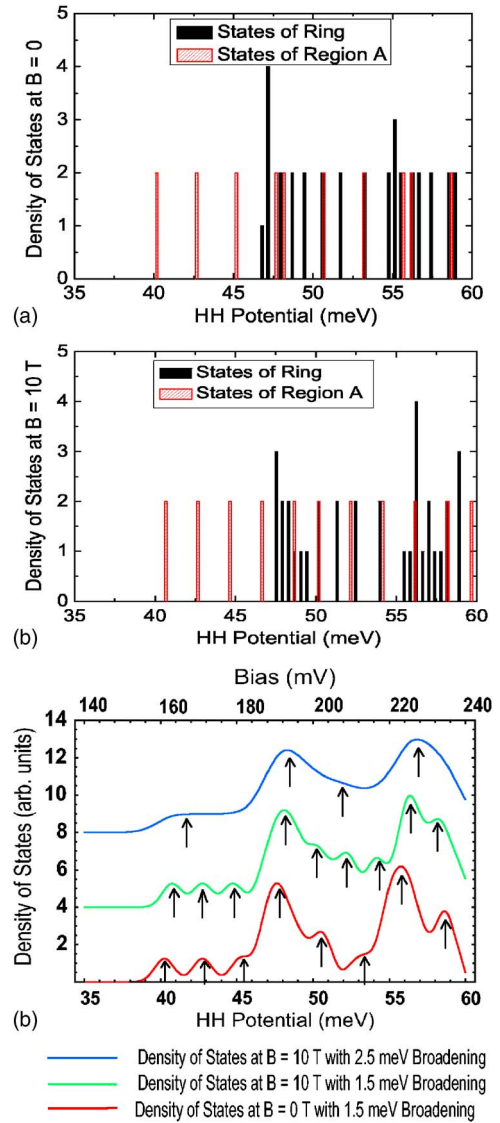 Density of States at B = 0
5
4
3
2
1
0
States of Ring
States of Region A
35 40 45 50 55 60
(a) HH Potential (meV)
Density of States at B = 10 T
5
4
3
2
1
0
States of Ring
States of Region A
35 40 45 50 55 60
(b) HH Potential (meV)
Bias (mV)
140 160 180 200 220 240
Density of States (arb. units)
14
12
10
8
6
4
2
35 40 45 50 55 60
(b) HH Potential (meV)
Density of States at B = 10 T with 2.5 meV Broadening
Density of States at B = 10 T with 1.5 meV Broadening
Density of States at B = 0 T with 1.5 meV Broadening